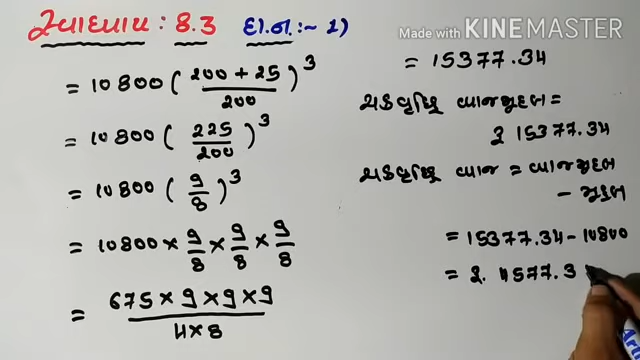 સ્વાધ્યાય : 8.3 દા.ન. :~ 1)
Made with KINEMASTER
= 10800 ( 200 + 25 / 200 )³
= 10800 ( 225 / 200 )³
= 10800 ( 9 / 8 )³
= 10800 × 9/8 × 9/8 × 9/8
= 675 × 9 × 9 × 9 / 4 × 8
= 15377.34
ચક્રવૃદ્ધિ વ્યાજમુદ્દલ =
રૂ 15377.34
ચક્રવૃદ્ધિ વ્યાજ = વ્યાજમુદ્દલ
- મુદ્દલ
= 15377.34 - 10800
= રૂ. 4577.3